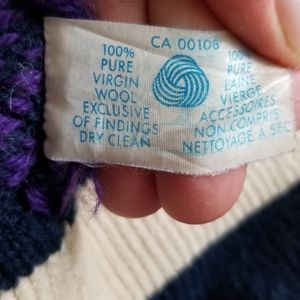 CA 00108
100%
PURE
VIRGIN
WOOL
EXCLUSIVE
OF FINDINGS
DRY CLEAN
100%
PURE
LAINE
VIERGE
ACCESSOIRES
NON COMPRIS
NETTOYAGE A SEC